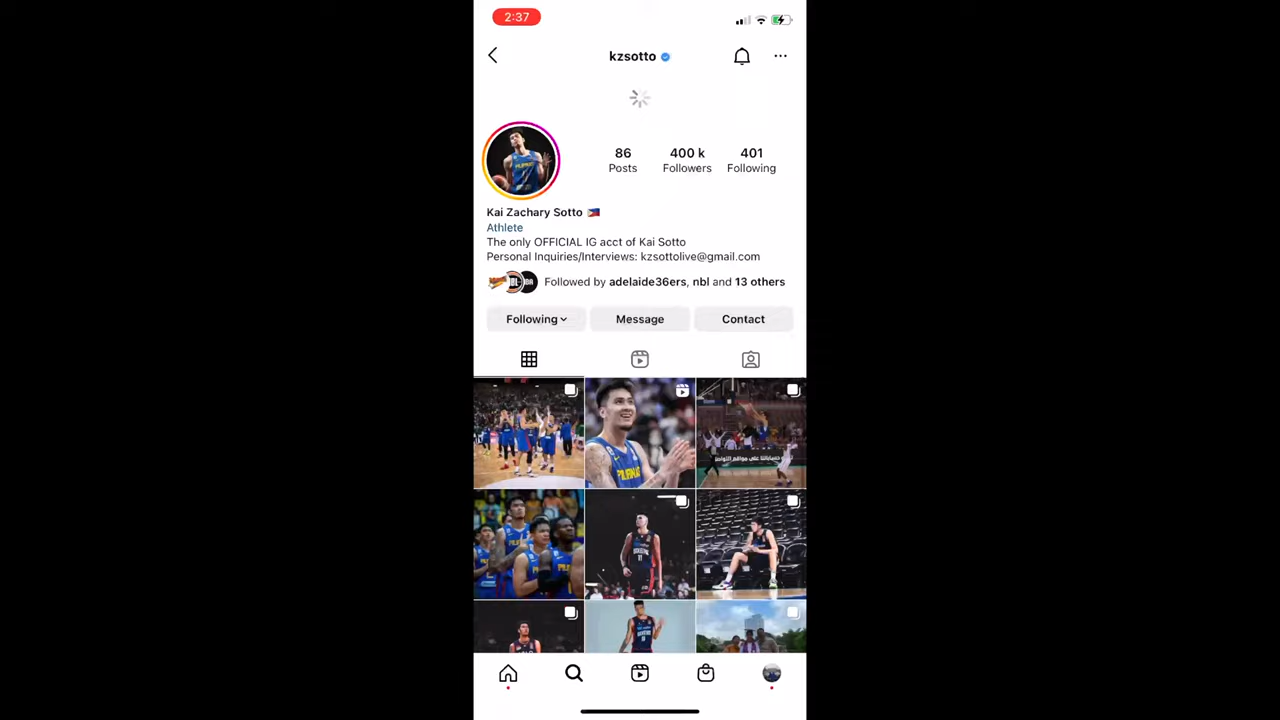 2:37
kzsotto
86
Posts
400 k
Followers
401
Following
Kai Zachary Sotto 🇵🇭
Athlete
The only OFFICIAL IG acct of Kai Sotto
Personal Inquiries/Interviews: kzsottolive@gmail.com
Followed by adelaide36ers, nbl and 13 others
Following
Message
Contact